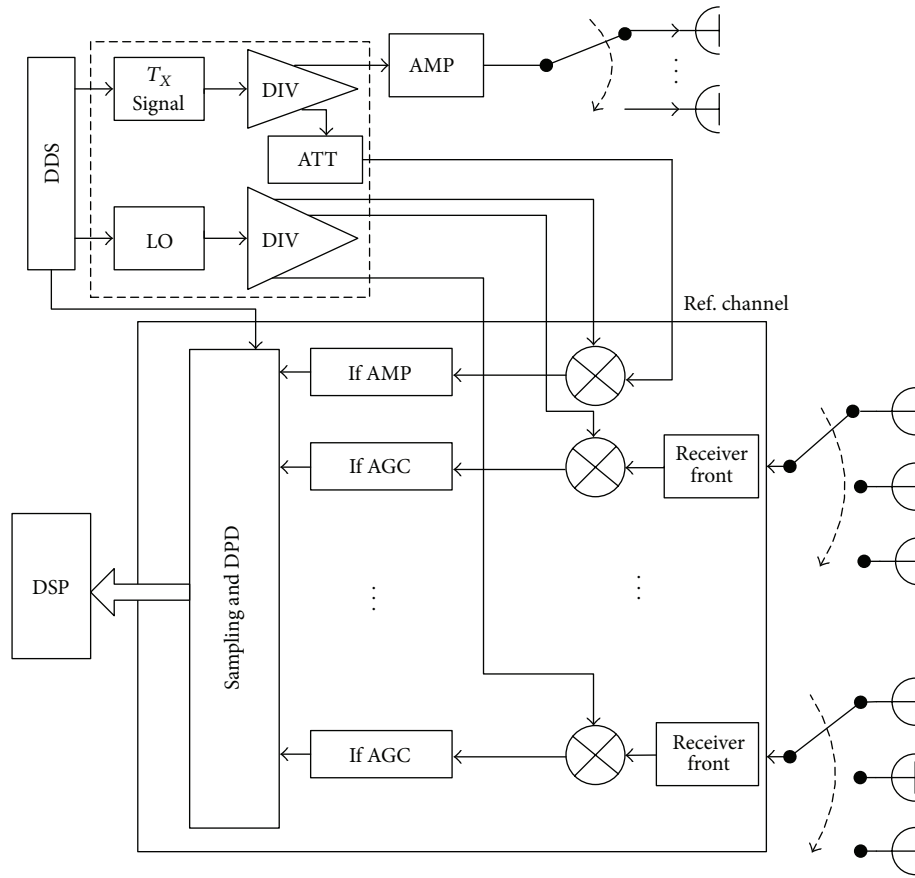 T_X
Signal
DIV
AMP
DDS
ATT
LO
DIV
Ref. channel
If AMP
If AGC
Receiver
front
Sampling and DPD
DSP
If AGC
Receiver
front